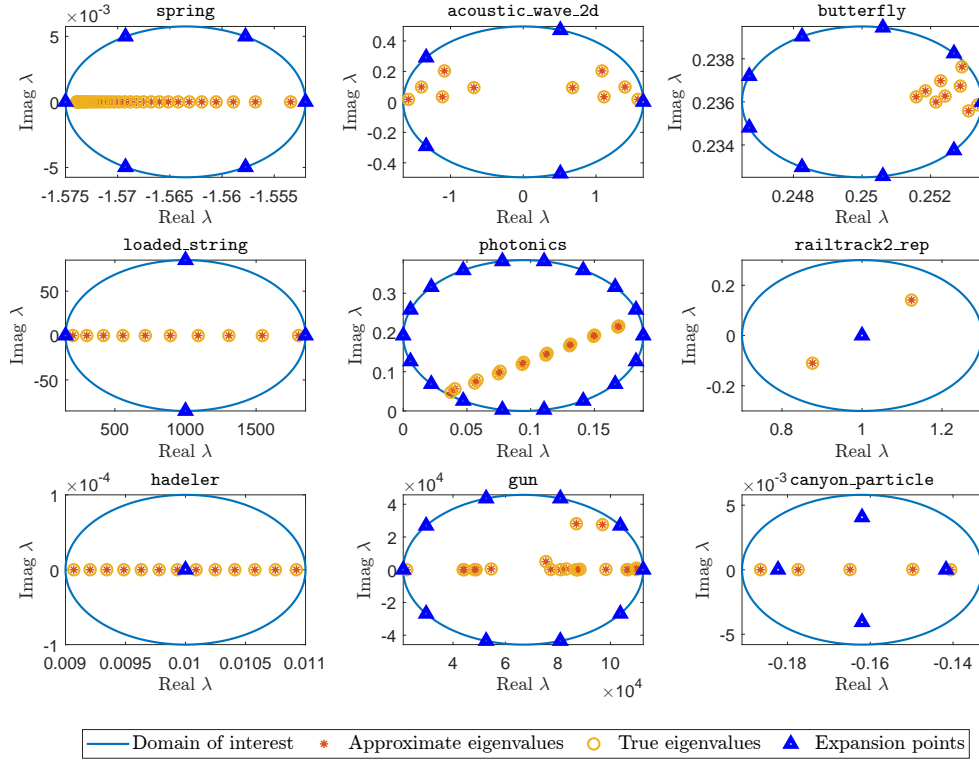 spring
×10⁻³
5
0
-5
-1.575
-1.57
-1.565
-1.56
-1.555
Imag λ
Real λ
acoustic_wave_2d
0.4
0.2
0
-0.2
-0.4
-1
0
1
Imag λ
Real λ
butterfly
0.238
0.236
0.234
0.248
0.25
0.252
Imag λ
Real λ
loaded_string
50
0
-50
500
1000
1500
Imag λ
Real λ
photonics
0.3
0.2
0.1
0
0
0.05
0.1
0.15
Imag λ
Real λ
railtrack2_rep
0.2
0
-0.2
0.8
1
1.2
Imag λ
Real λ
hadeler
×10⁻⁴
1
0
-1
0.009
0.0095
0.01
0.0105
0.011
Imag λ
Real λ
gun
×10⁴
4
2
0
-2
-4
4
6
8
10
×10⁴
Imag λ
Real λ
canyon_particle
×10⁻³
5
0
-5
-0.18
-0.16
-0.14
Imag λ
Real λ
Domain of interest
Approximate eigenvalues
True eigenvalues
Expansion points